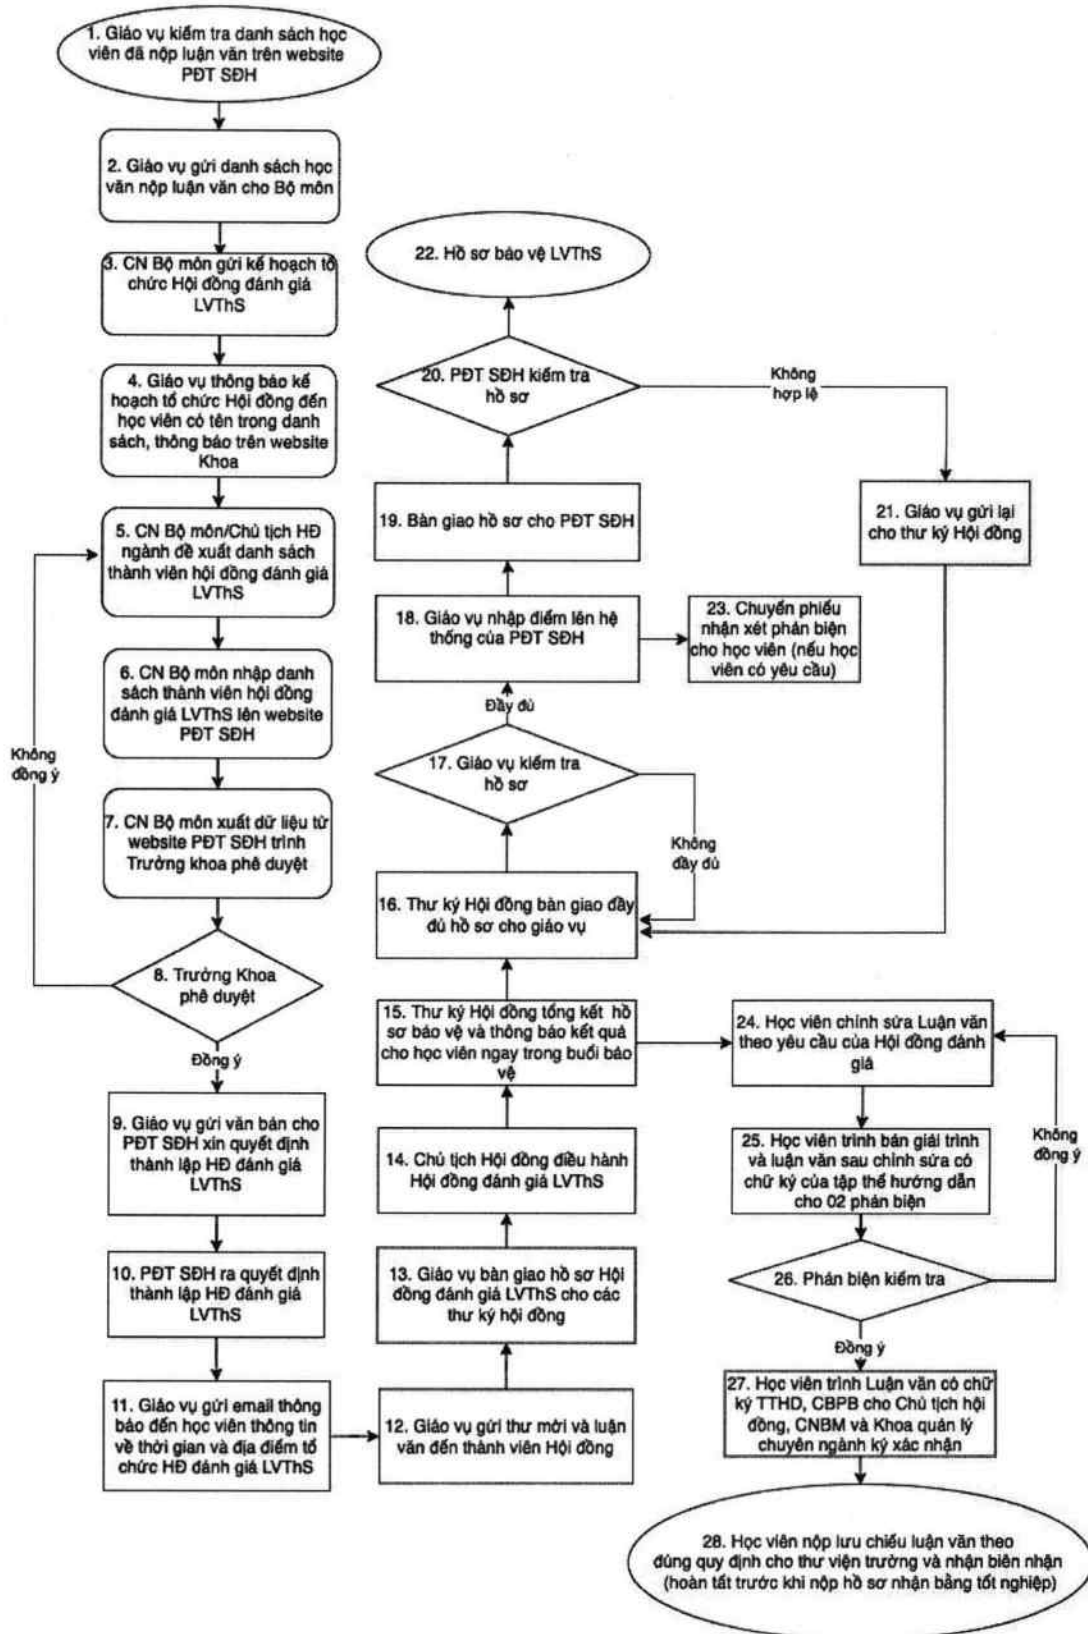 1. Giáo vụ kiểm tra danh sách học
viên đã nộp luận văn trên website
PĐT SĐH
2. Giáo vụ gửi danh sách học
văn nộp luận văn cho Bộ môn
3. CN Bộ môn gửi kế hoạch tổ
chức Hội đồng đánh giá
LVThS
4. Giáo vụ thông báo kế
hoạch tổ chức Hội đồng đến
học viên có tên trong danh
sách, thông báo trên website
Khoa
5. CN Bộ môn/Chủ tịch HĐ
ngành đề xuất danh sách
thành viên hội đồng đánh giá
LVThS
6. CN Bộ môn nhập danh
sách thành viên hội đồng
đánh giá LVThS lên website
PĐT SĐH
Không
đồng ý
7. CN Bộ môn xuất dữ liệu từ
website PĐT SĐH trình
Trưởng khoa phê duyệt
8. Trưởng Khoa
phê duyệt
Đồng ý
9. Giáo vụ gửi văn bản cho
PĐT SĐH xin quyết định
thành lập HĐ đánh giá
LVThS
10. PĐT SĐH ra quyết định
thành lập HĐ đánh giá
LVThS
11. Giáo vụ gửi email thông
báo đến học viên thông tin
về thời gian và địa điểm tổ
chức HĐ đánh giá LVThS
12. Giáo vụ gửi thư mời và luận
văn đến thành viên Hội đồng
13. Giáo vụ bàn giao hồ sơ Hội
đồng đánh giá LVThS cho các
thư ký hội đồng
14. Chủ tịch Hội đồng điều hành
Hội đồng đánh giá LVThS
15. Thư ký Hội đồng tổng kết hồ
sơ bảo vệ và thông báo kết quả
cho học viên ngay trong buổi bảo
vệ
16. Thư ký Hội đồng bàn giao đầy
đủ hồ sơ cho giáo vụ
17. Giáo vụ kiểm tra
hồ sơ
Không
đầy đủ
Đầy đủ
18. Giáo vụ nhập điểm lên hệ
thống của PĐT SĐH
19. Bàn giao hồ sơ cho PĐT SĐH
20. PĐT SĐH kiểm tra
hồ sơ
Không
hợp lệ
21. Giáo vụ gửi lại
cho thư ký Hội đồng
22. Hồ sơ bảo vệ LVThS
23. Chuyển phiếu
nhận xét phản biện
cho học viên (nếu học
viên có yêu cầu)
24. Học viên chỉnh sửa Luận văn
theo yêu cầu của Hội đồng đánh
giá
25. Học viên trình bản giải trình
và luận văn sau chỉnh sửa có
chữ ký của tập thể hướng dẫn
cho 02 phản biện
Không
đồng ý
26. Phản biện kiểm tra
Đồng ý
27. Học viên trình Luận văn có chữ
ký TTHD, CBPB cho Chủ tịch hội
đồng, CNBM và Khoa quản lý
chuyên ngành ký xác nhận
28. Học viên nộp lưu chiểu luận văn theo
đúng quy định cho thư viện trường và nhận biên nhận
(hoàn tất trước khi nộp hồ sơ nhận bằng tốt nghiệp)